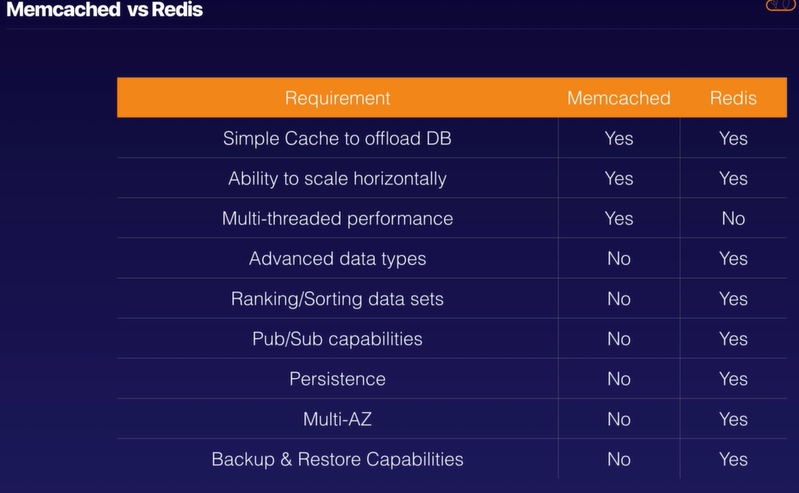 Memcached vs Redis
Requirement Memcached Redis
Simple Cache to offload DB Yes Yes
Ability to scale horizontally Yes Yes
Multi-threaded performance Yes No
Advanced data types No Yes
Ranking/Sorting data sets No Yes
Pub/Sub capabilities No Yes
Persistence No Yes
Multi-AZ No Yes
Backup & Restore Capabilities No Yes